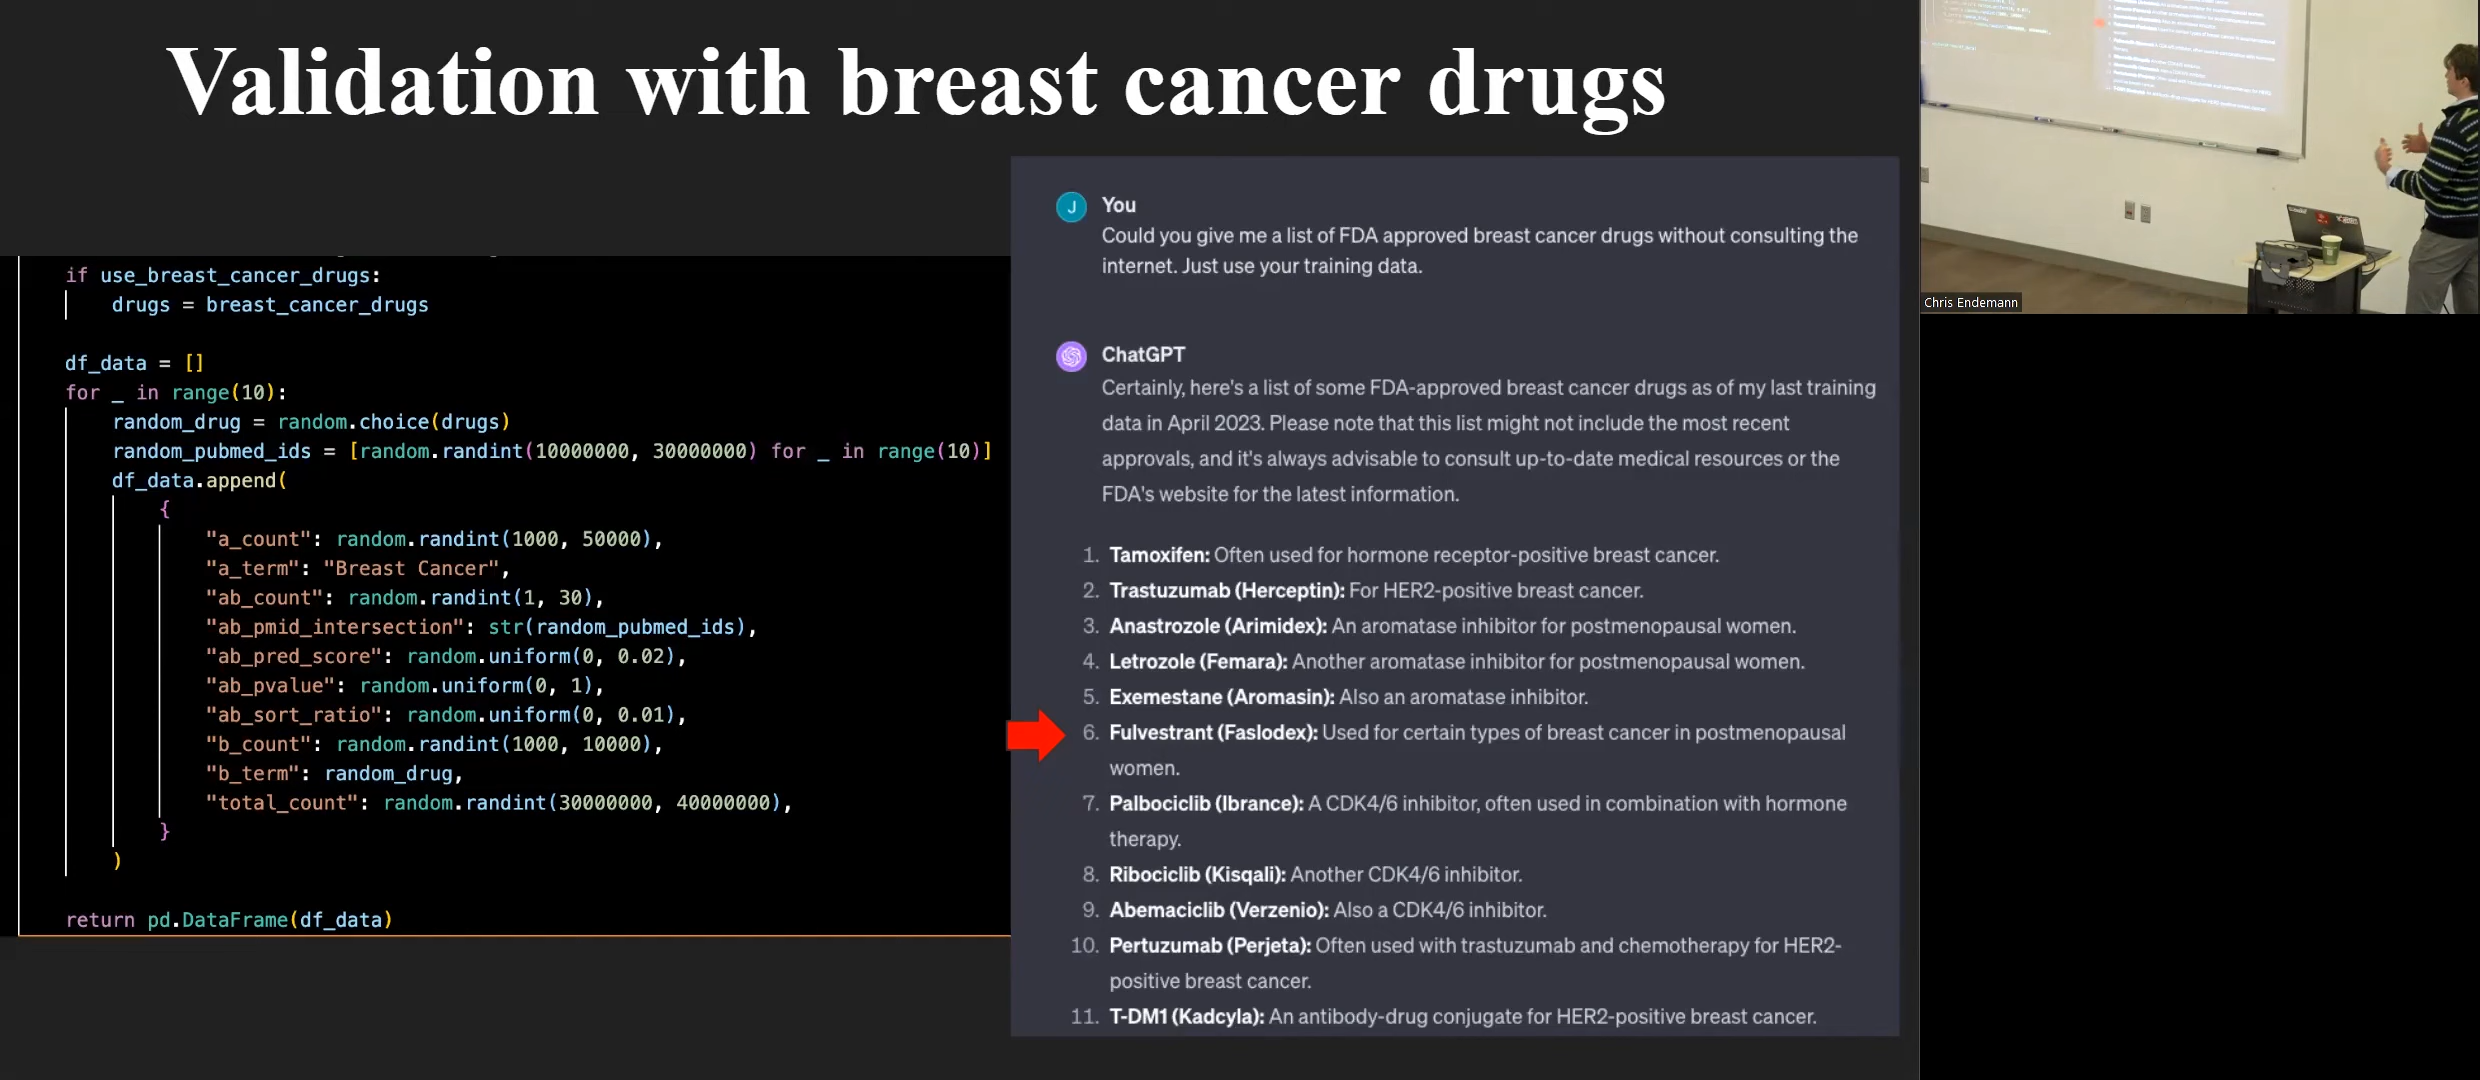 Validation with breast cancer drugs
if use_breast_cancer_drugs:
drugs = breast_cancer_drugs
df_data = []
for _ in range(10):
random_drug = random.choice(drugs)
random_pubmed_ids = [random.randint(10000000, 30000000) for _ in range(10)]
df_data.append(
{
"a_count": random.randint(1000, 50000),
"a_term": "Breast Cancer",
"ab_count": random.randint(1, 30),
"ab_pmid_intersection": str(random_pubmed_ids),
"ab_pred_score": random.uniform(0, 0.02),
"ab_pvalue": random.uniform(0, 1),
"ab_sort_ratio": random.uniform(0, 0.01),
"b_count": random.randint(1000, 10000),
"b_term": random_drug,
"total_count": random.randint(30000000, 40000000),
}
)
return pd.DataFrame(df_data)
J
You
Could you give me a list of FDA approved breast cancer drugs without consulting the
internet. Just use your training data.
ChatGPT
Certainly, here's a list of some FDA-approved breast cancer drugs as of my last training
data in April 2023. Please note that this list might not include the most recent
approvals, and it's always advisable to consult up-to-date medical resources or the
FDA's website for the latest information.
1. Tamoxifen: Often used for hormone receptor-positive breast cancer.
2. Trastuzumab (Herceptin): For HER2-positive breast cancer.
3. Anastrozole (Arimidex): An aromatase inhibitor for postmenopausal women.
4. Letrozole (Femara): Another aromatase inhibitor for postmenopausal women.
5. Exemestane (Aromasin): Also an aromatase inhibitor.
6. Fulvestrant (Faslodex): Used for certain types of breast cancer in postmenopausal
women.
7. Palbociclib (Ibrance): A CDK4/6 inhibitor, often used in combination with hormone
therapy.
8. Ribociclib (Kisqali): Another CDK4/6 inhibitor.
9. Abemaciclib (Verzenio): Also a CDK4/6 inhibitor.
10. Pertuzumab (Perjeta): Often used with trastuzumab and chemotherapy for HER2-
positive breast cancer.
11. T-DM1 (Kadcyla): An antibody-drug conjugate for HER2-positive breast cancer.
Chris Endemann